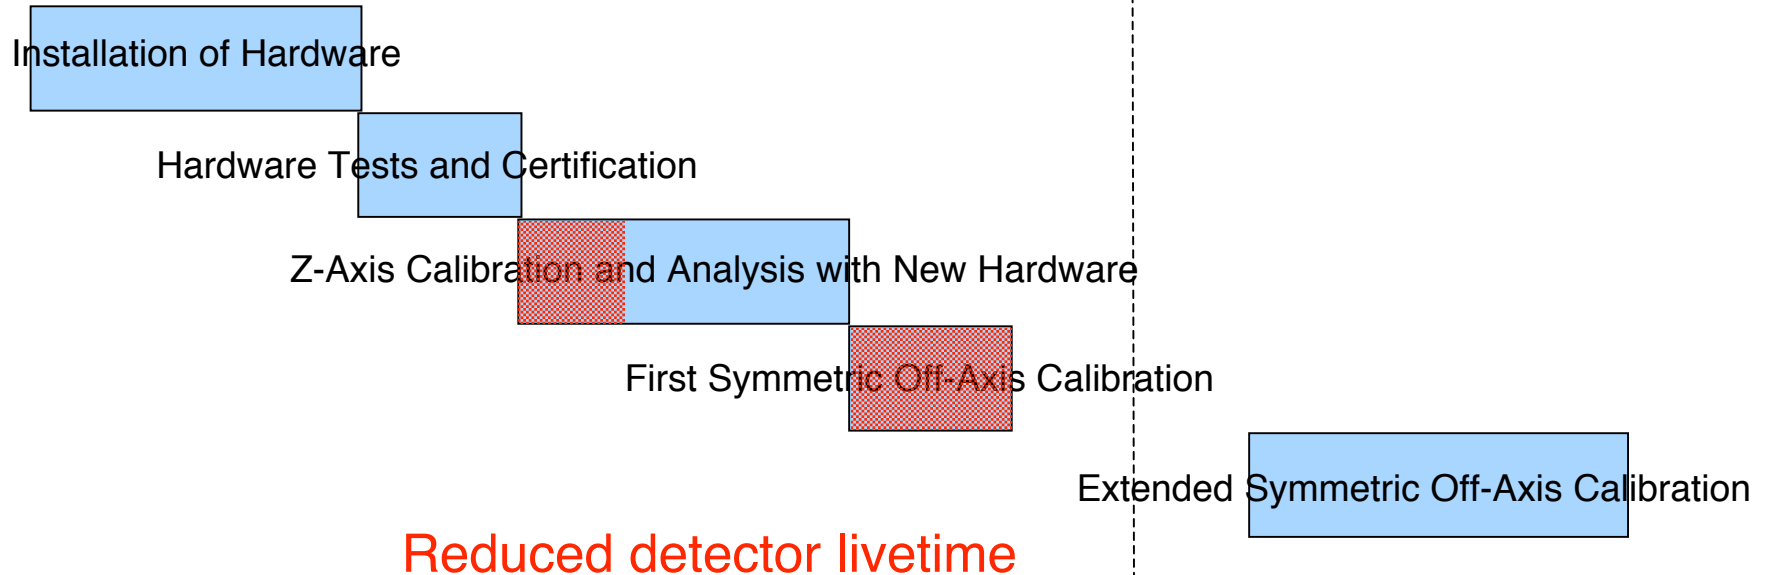 Installation of Hardware
Hardware Tests and Certification
Z-Axis Calibration and Analysis with New Hardware
First Symmetric Off-Axis Calibration
Extended Symmetric Off-Axis Calibration
Reduced detector livetime